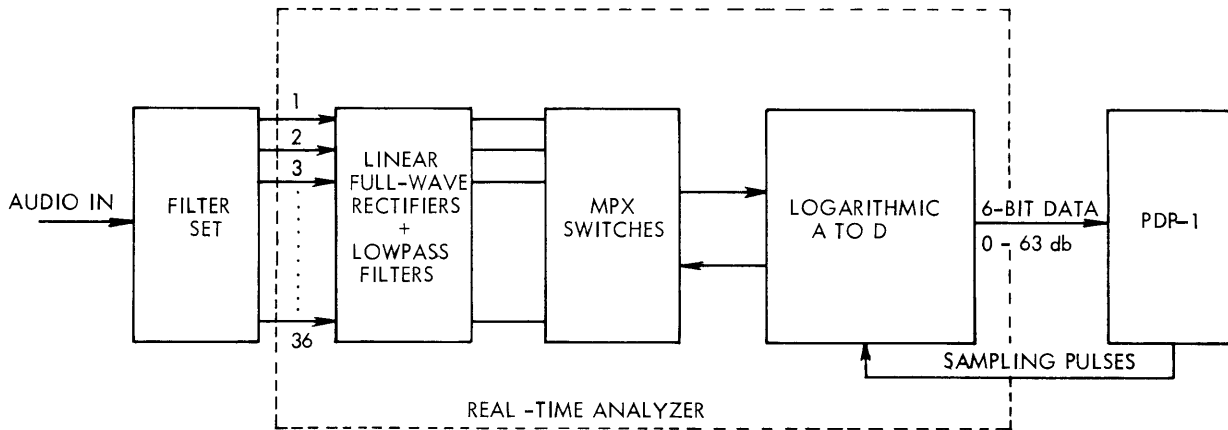 AUDIO IN
FILTER
SET
1
2
3
36
LINEAR
FULL-WAVE
RECTIFIERS
+
LOWPASS
FILTERS
MPX
SWITCHES
LOGARITHMIC
A TO D
6-BIT DATA
0 - 63 db
PDP-1
SAMPLING PULSES
REAL -TIME ANALYZER